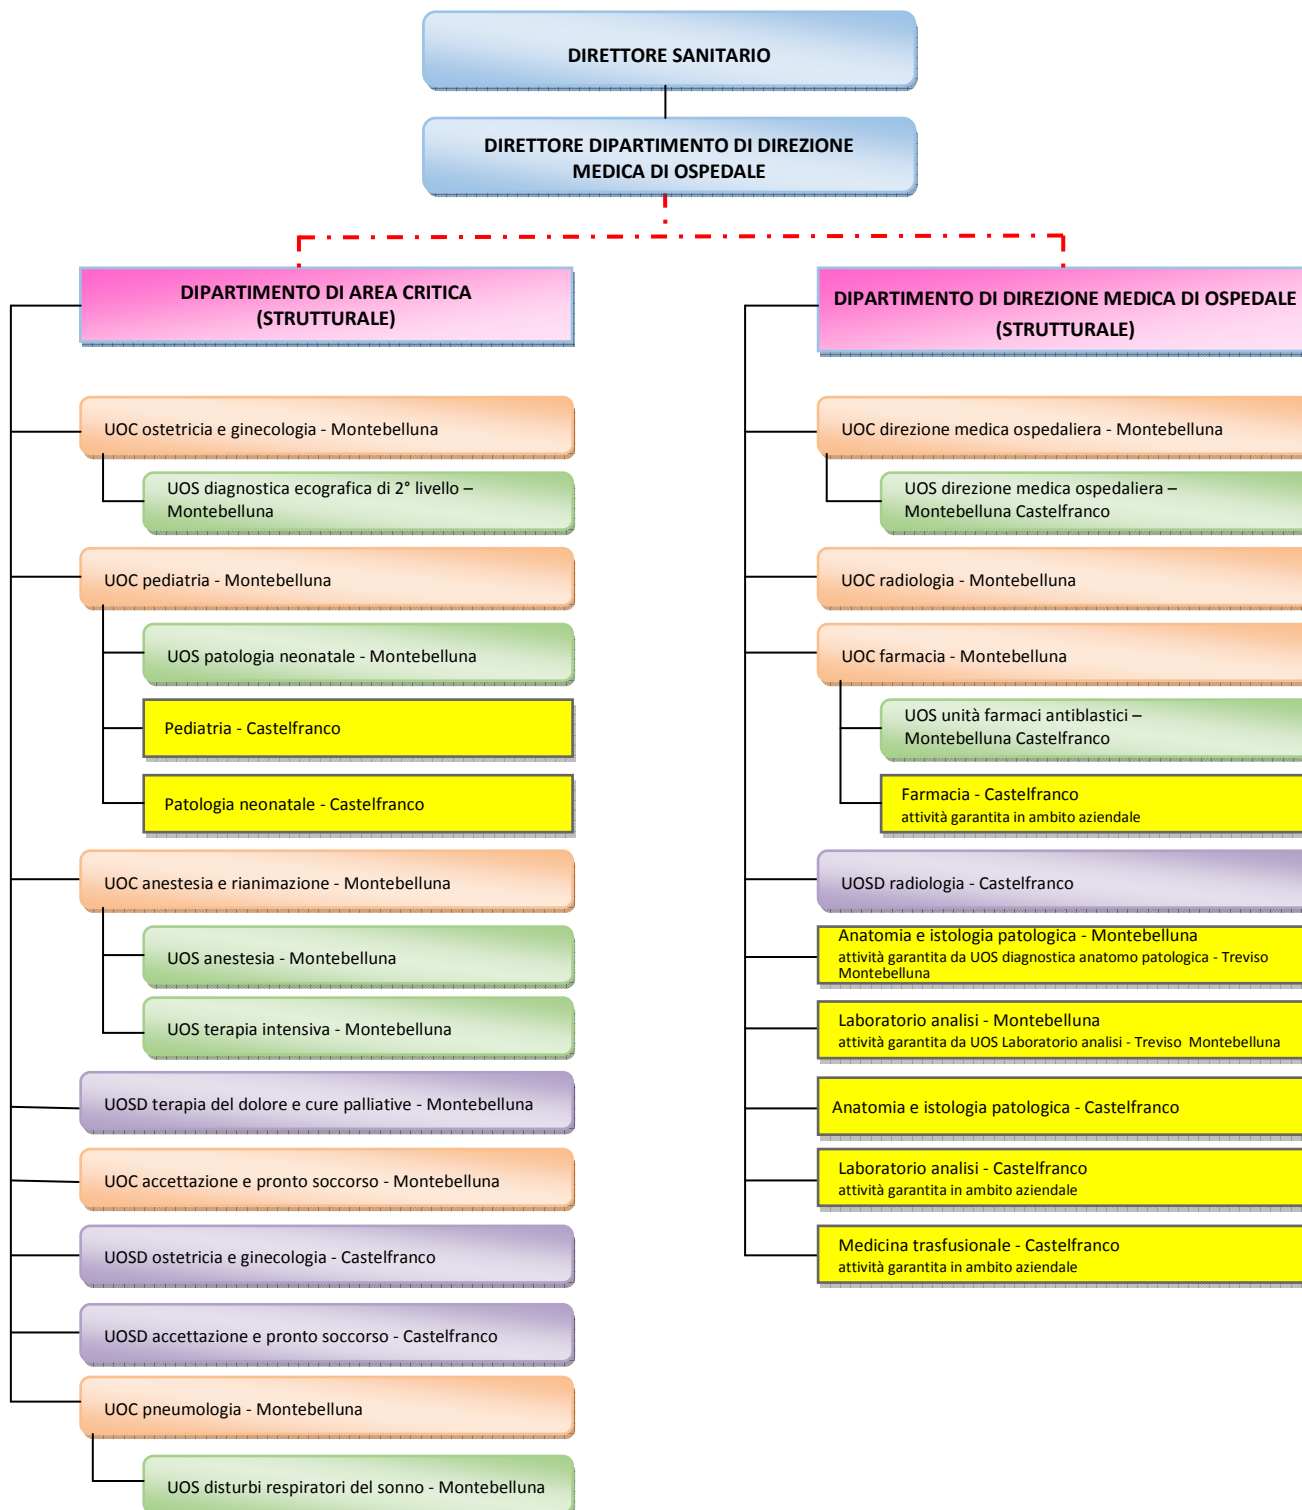 DIRETTORE SANITARIO
DIRETTORE DIPARTIMENTO DI DIREZIONE
MEDICA DI OSPEDALE
DIPARTIMENTO DI AREA CRITICA
(STRUTTURALE)
UOC ostetricia e ginecologia - Montebelluna
UOS diagnostica ecografica di 2° livello –
Montebelluna
UOC pediatria - Montebelluna
UOS patologia neonatale - Montebelluna
Pediatria - Castelfranco
Patologia neonatale - Castelfranco
UOC anestesia e rianimazione - Montebelluna
UOS anestesia - Montebelluna
UOS terapia intensiva - Montebelluna
UOSD terapia del dolore e cure palliative - Montebelluna
UOC accettazione e pronto soccorso - Montebelluna
UOSD ostetricia e ginecologia - Castelfranco
UOSD accettazione e pronto soccorso - Castelfranco
UOC pneumologia - Montebelluna
UOS disturbi respiratori del sonno - Montebelluna
DIPARTIMENTO DI DIREZIONE MEDICA DI OSPEDALE
(STRUTTURALE)
UOC direzione medica ospedaliera - Montebelluna
UOS direzione medica ospedaliera –
Montebelluna Castelfranco
UOC radiologia - Montebelluna
UOC farmacia - Montebelluna
UOS unità farmaci antiblastici –
Montebelluna Castelfranco
Farmacia - Castelfranco
attività garantita in ambito aziendale
UOSD radiologia - Castelfranco
Anatomia e istologia patologica - Montebelluna
attività garantita da UOS diagnostica anatomo patologica - Treviso
Montebelluna
Laboratorio analisi - Montebelluna
attività garantita da UOS Laboratorio analisi - Treviso Montebelluna
Anatomia e istologia patologica - Castelfranco
Laboratorio analisi - Castelfranco
attività garantita in ambito aziendale
Medicina trasfusionale - Castelfranco
attività garantita in ambito aziendale